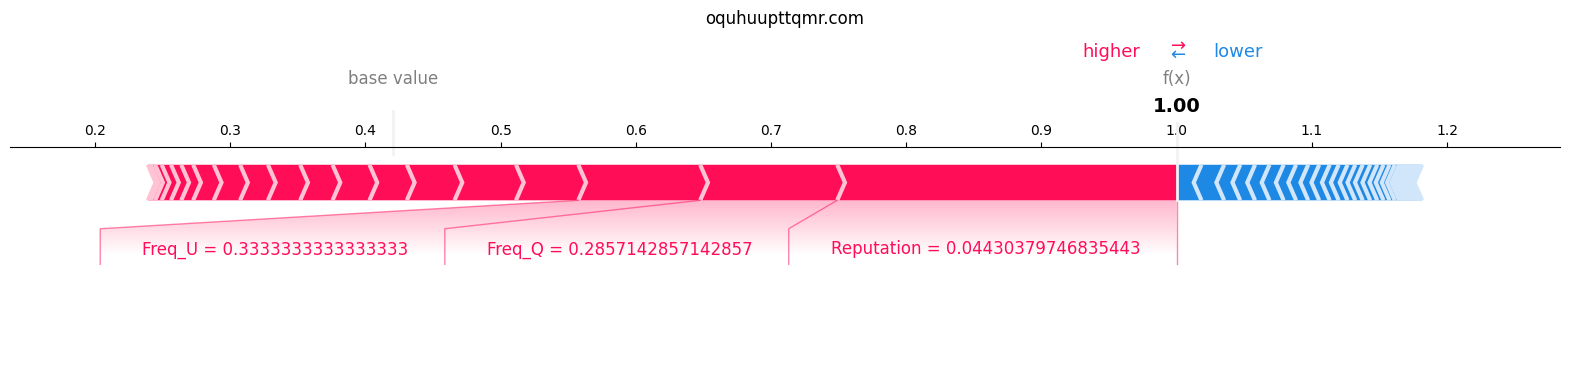 oquhuupttqmr.com
higher ⇄ lower
base value f(x)
1.00
0.2 0.3 0.4 0.5 0.6 0.7 0.8 0.9 1.0 1.1 1.2
Freq_U = 0.3333333333333333 Freq_Q = 0.2857142857142857 Reputation = 0.04430379746835443